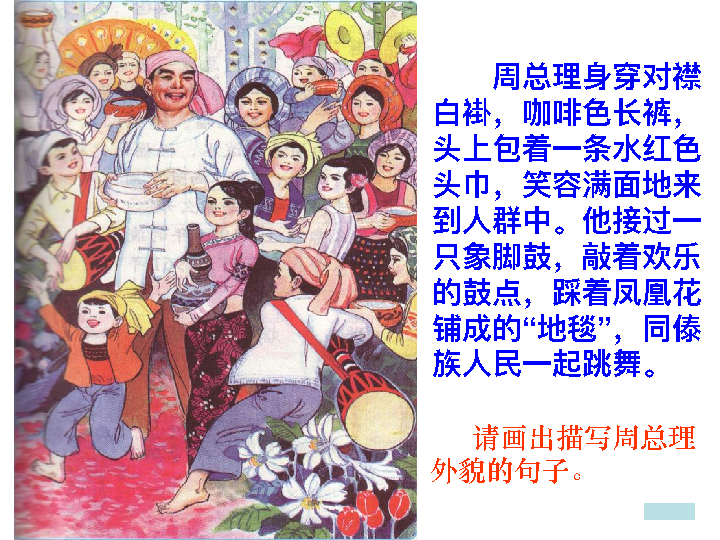 周总理身穿对襟
白褂，咖啡色长裤，
头上包着一条水红色
头巾，笑容满面地来
到人群中。他接过一
只象脚鼓，敲着欢乐
的鼓点，踩着凤凰花
铺成的“地毯”，同傣
族人民一起跳舞。
请画出描写周总理
外貌的句子。